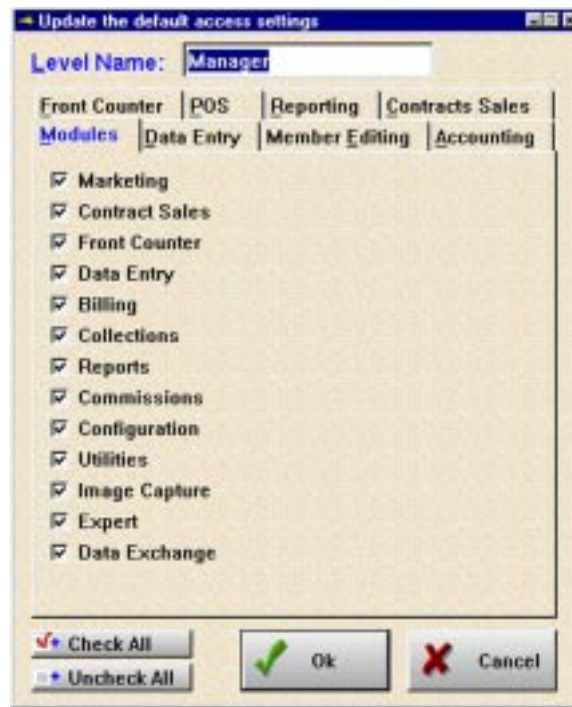 Update the default access settings
Level Name: Manager
Front Counter POS Reporting Contracts Sales
Modules Data Entry Member Editing Accounting
Marketing
Contract Sales
Front Counter
Data Entry
Billing
Collections
Reports
Commissions
Configuration
Utilities
Image Capture
Expert
Data Exchange
Check All
Ok Cancel
Uncheck All